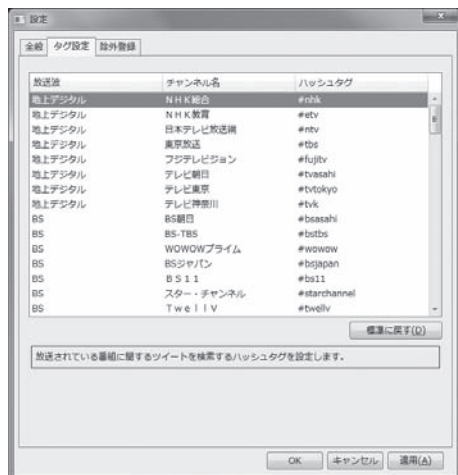 設定
全般 タグ設定 除外登録
放送波 チャンネル名 ハッシュタグ
地上デジタル ＮＨＫ総合 #nhk
地上デジタル ＮＨＫ教育 #etv
地上デジタル 日本テレビ放送網 #ntv
地上デジタル 東京放送 #tbs
地上デジタル フジテレビジョン #fujitv
地上デジタル テレビ朝日 #tvasahi
地上デジタル テレビ東京 #tvtokyo
地上デジタル テレビ神奈川 #tvk
BS BS朝日 #bsasahi
BS BS-TBS #bstbs
BS WOWOWプライム #wowow
BS BSジャパン #bsjapan
BS ＢＳ１１ #bs11
BS スター・チャンネル #starchannel
BS ＴｗｅｌｌＶ #twellv
標準に戻す(D)
放送されている番組に関するツイートを検索するハッシュタグを設定します。
OK キャンセル 適用(A)